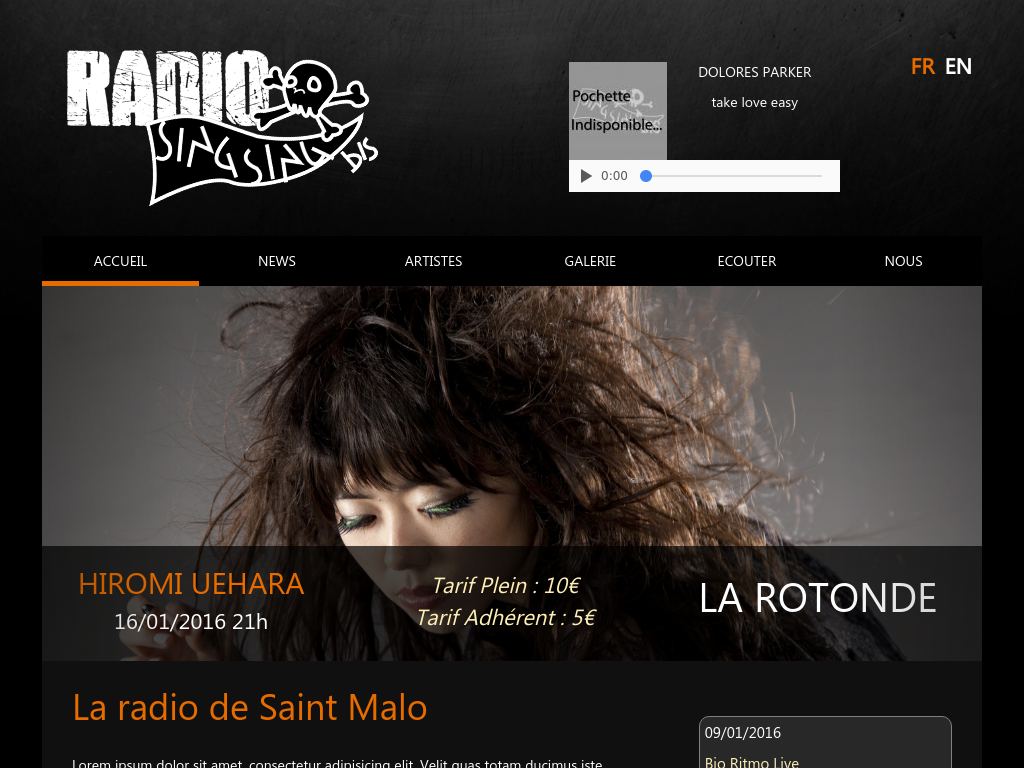 RADIO
SING SING bis
Pochette
Indisponible...
DOLORES PARKER
take love easy
0:00
FR EN
ACCUEIL NEWS ARTISTES GALERIE ECOUTER NOUS
HIROMI UEHARA
16/01/2016 21h
Tarif Plein : 10€
Tarif Adhérent : 5€
LA ROTONDE
La radio de Saint Malo
Lorem ipsum dolor sit amet, consectetur adipisicing elit. Velit quas totam ducimus iste
09/01/2016
Bio Ritmo Live